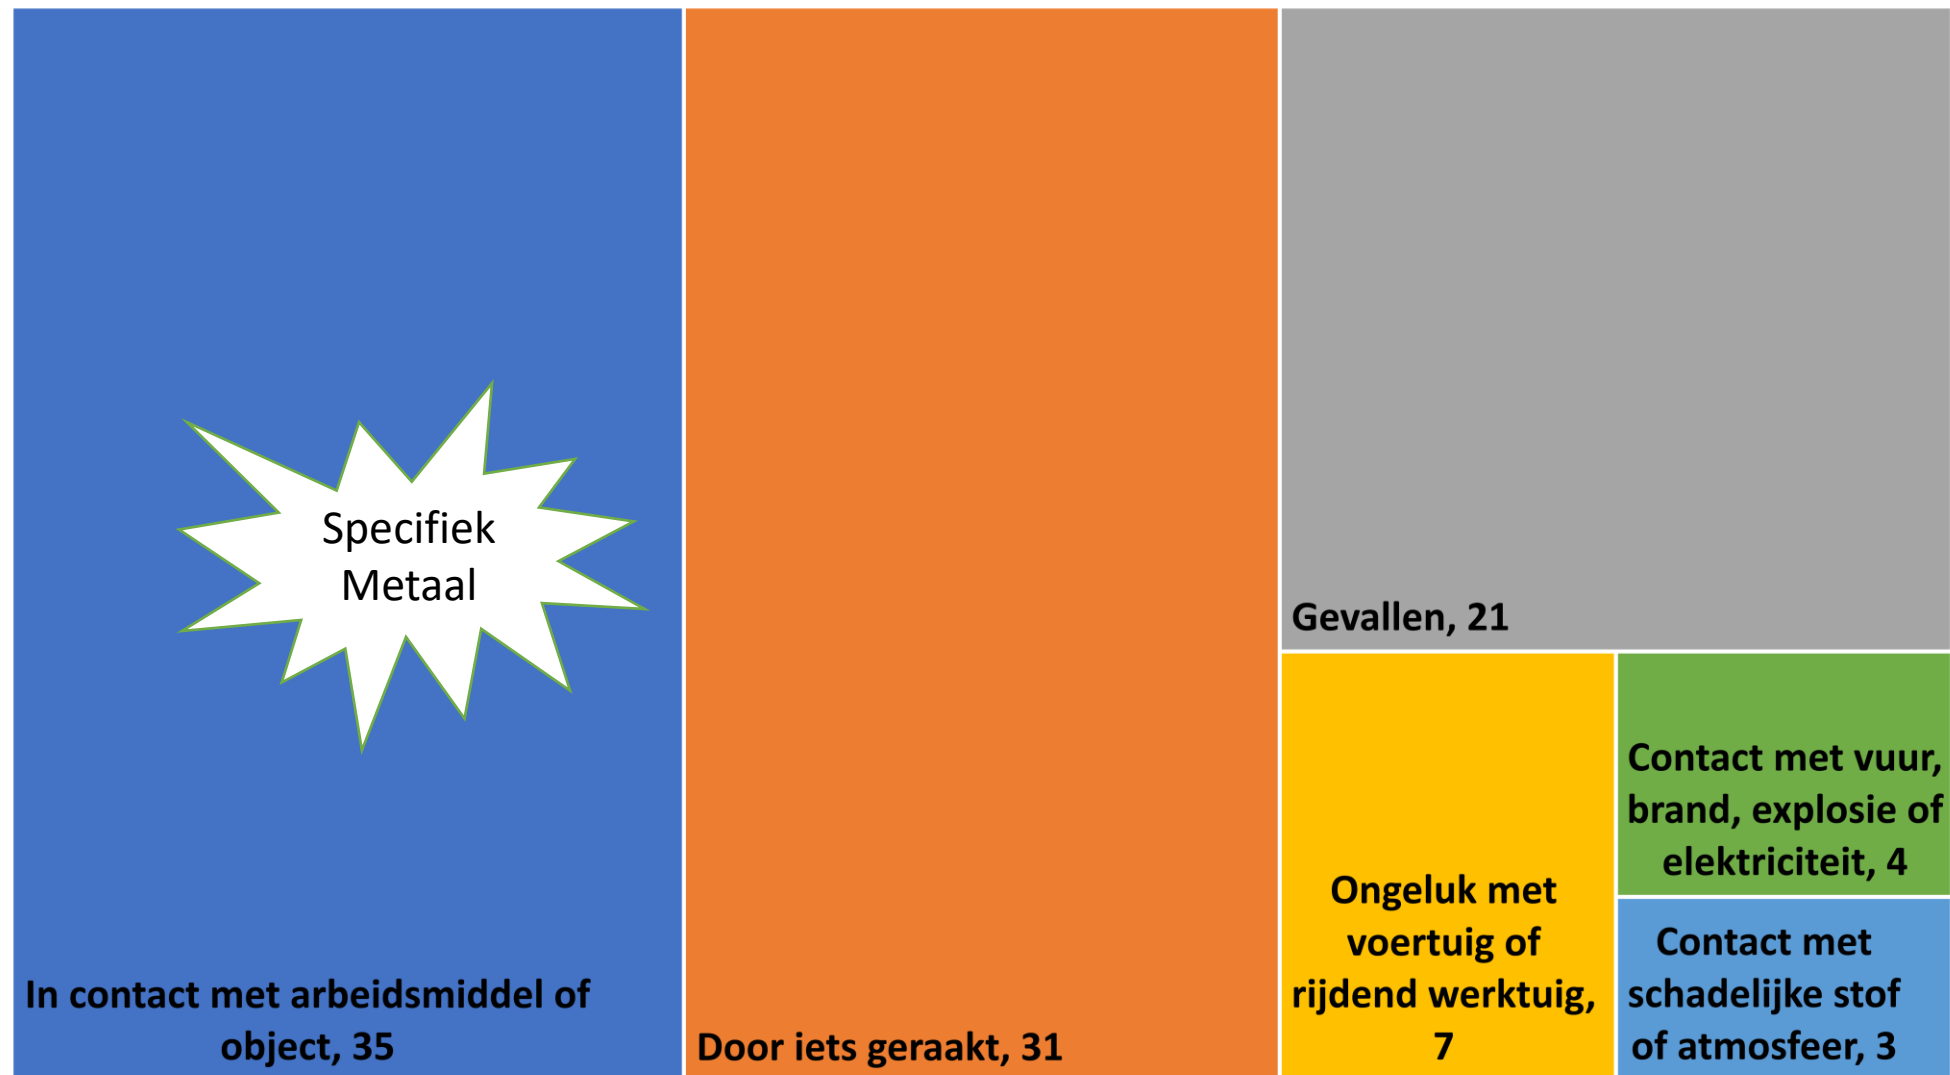 Specifiek
Metaal
In contact met arbeidsmiddel of
object, 35
Door iets geraakt, 31
Gevallen, 21
Ongeluk met
voertuig of
rijdend werktuig,
7
Contact met vuur,
brand, explosie of
elektriciteit, 4
Contact met
schadelijke stof
of atmosfeer, 3